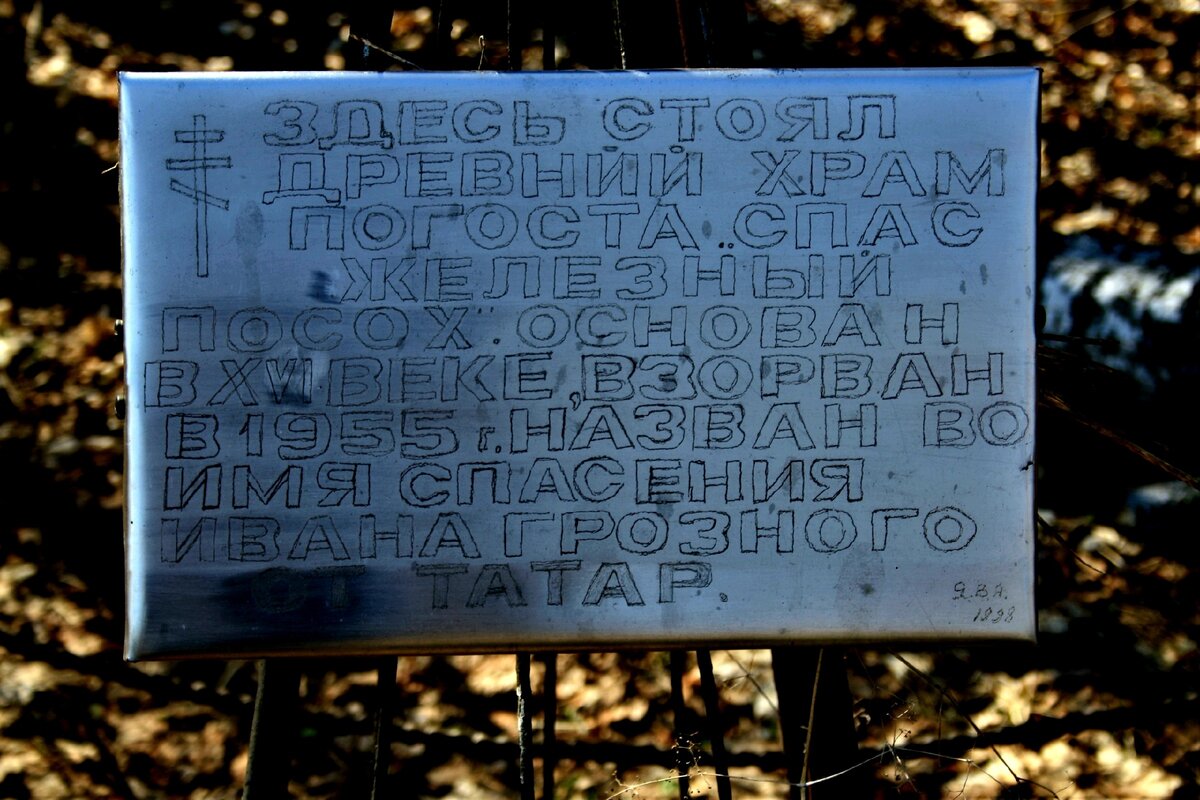 ЗДЕСЬ СТОЯЛ
ДРЕВНИЙ ХРАМ
ПОГОСТА „СПАС
ЖЕЛЕЗНЫЙ
ПОСОХ". ОСНОВАН
В XVI ВЕКЕ, ВЗОРВАН
В 1955 г. НАЗВАН ВО
ИМЯ СПАСЕНИЯ
ИВАНА ГРОЗНОГО
ОТ ТАТАР.
Я.В.А.
1998